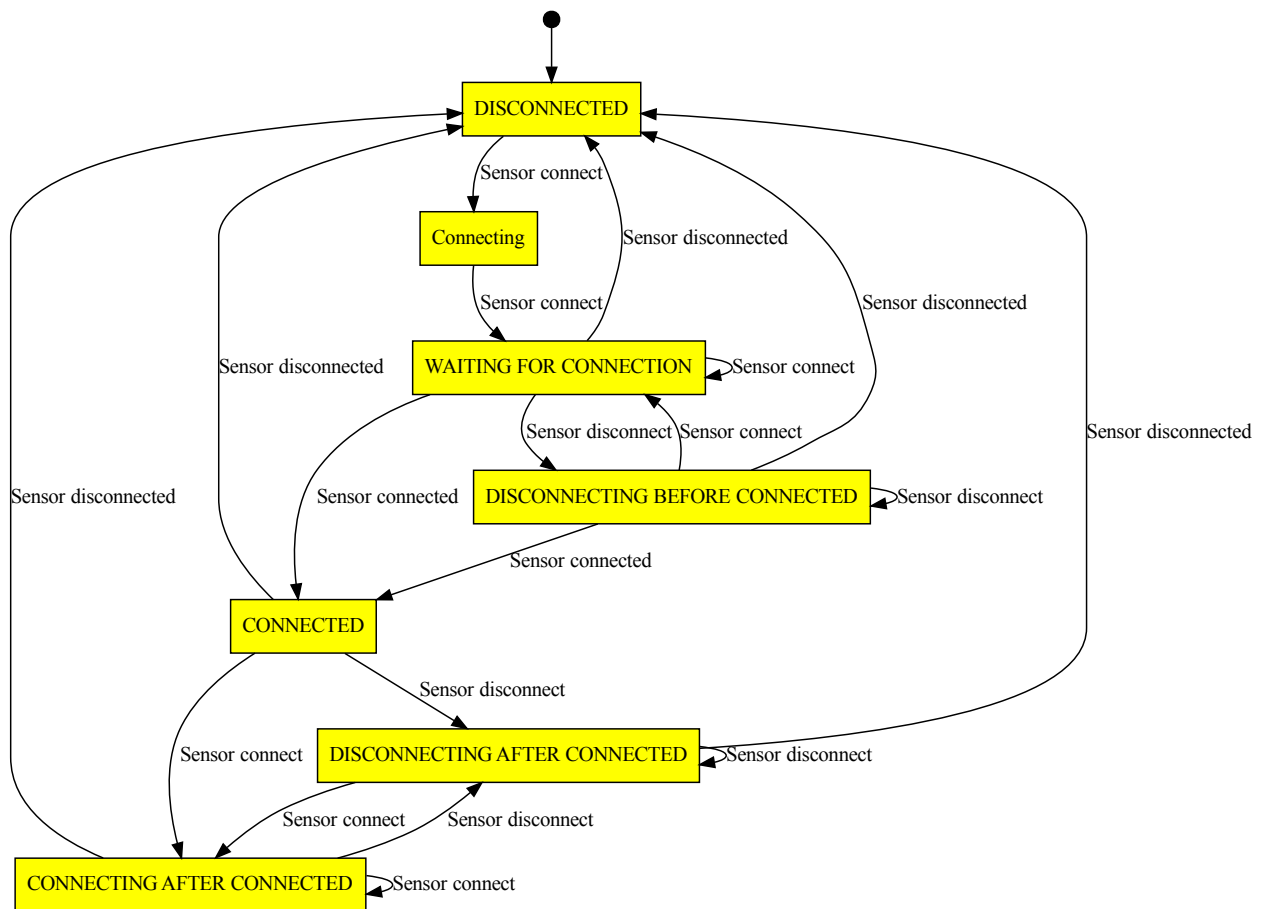 DISCONNECTED
Sensor connect
Connecting
Sensor disconnected
Sensor connect
Sensor disconnected
WAITING FOR CONNECTION
Sensor disconnected
Sensor connect
Sensor disconnect
Sensor connect
Sensor disconnected
Sensor disconnected
Sensor connected
DISCONNECTING BEFORE CONNECTED
Sensor disconnect
Sensor connected
CONNECTED
Sensor disconnect
Sensor connect
DISCONNECTING AFTER CONNECTED
Sensor disconnect
Sensor connect
Sensor disconnect
CONNECTING AFTER CONNECTED
Sensor connect